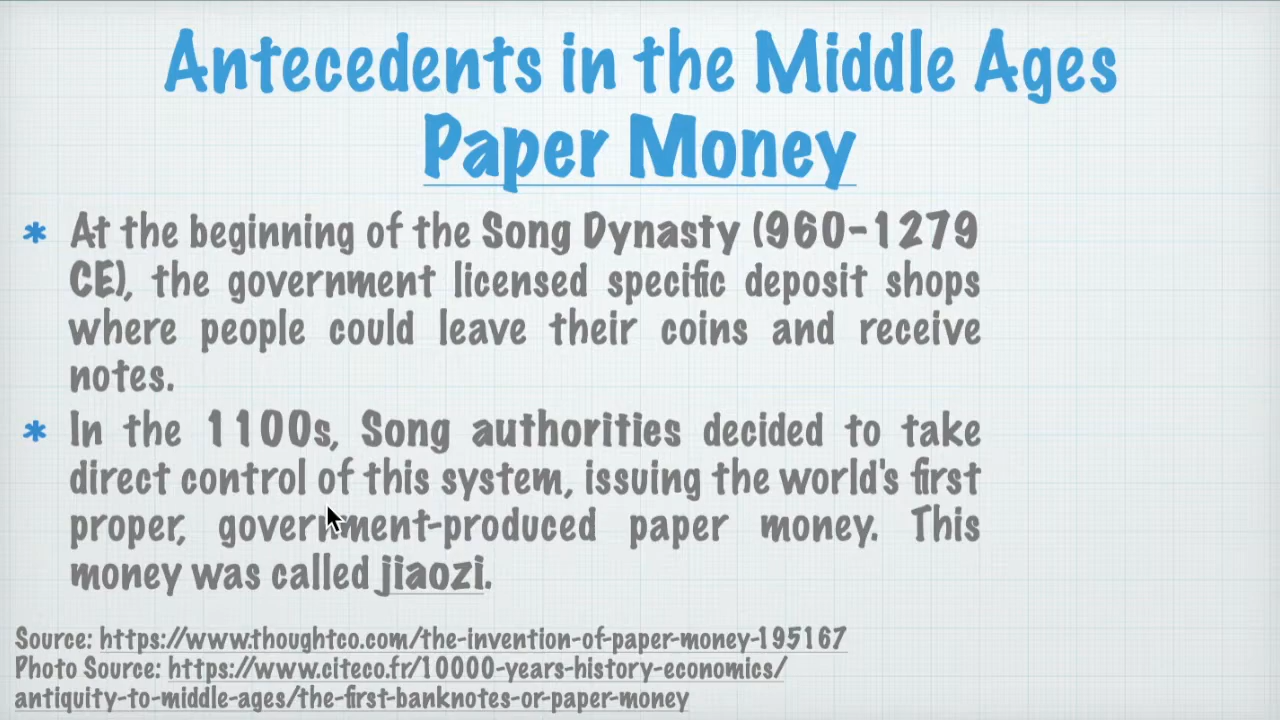 Antecedents in the Middle Ages
Paper Money
* At the beginning of the Song Dynasty (960-1279
CE), the government licensed specific deposit shops
where people could leave their coins and receive
notes.
* In the 1100s, Song authorities decided to take
direct control of this system, issuing the world's first
proper, government-produced paper money. This
money was called jiaozi.
Source: https://www.thoughtco.com/the-invention-of-paper-money-195167
Photo Source: https://www.citeco.fr/10000-years-history-economics/
antiquity-to-middle-ages/the-first-banknotes-or-paper-money